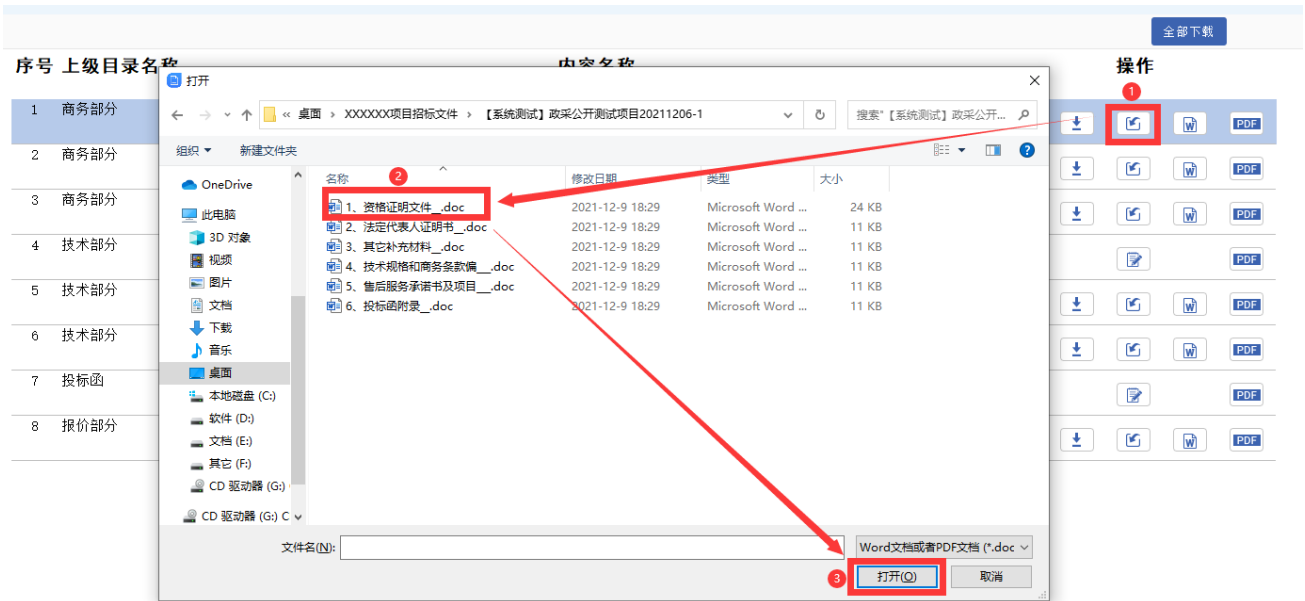 全部下载
序号 上级目录名称 内容名称 操作
打开
1
« 桌面 › XXXXXX项目招标文件 › 【系统测试】政采公开测试项目20211206-1
搜索"【系统测试】政采公开...
1 商务部分 PDF
组织 新建文件夹
2 商务部分 PDF
2
名称 修改日期 类型 大小
OneDrive
1、资格证明文件__.doc 2021-12-9 18:29 Microsoft Word ... 24 KB
3 商务部分 PDF
此电脑
2、法定代表人证明书__.doc 2021-12-9 18:29 Microsoft Word ... 11 KB
3D 对象
3、其它补充材料__.doc 2021-12-9 18:29 Microsoft Word ... 11 KB
4 技术部分 PDF
视频
4、技术规格和商务条款偏__.doc 2021-12-9 18:29 Microsoft Word ... 11 KB
图片
5、售后服务承诺书及项目__.doc 2021-12-9 18:29 Microsoft Word ... 11 KB
5 技术部分 PDF
文档
6、投标函附录__.doc 2021-12-9 18:29 Microsoft Word ... 11 KB
下载
6 技术部分 PDF
音乐
桌面
7 投标函 PDF
本地磁盘 (C:)
软件 (D:)
8 报价部分 PDF
文档 (E:)
其它 (F:)
CD 驱动器 (G:)
CD 驱动器 (G:) C
文件名(N):
Word文档或者PDF文档 (*.doc
3
打开(O) 取消